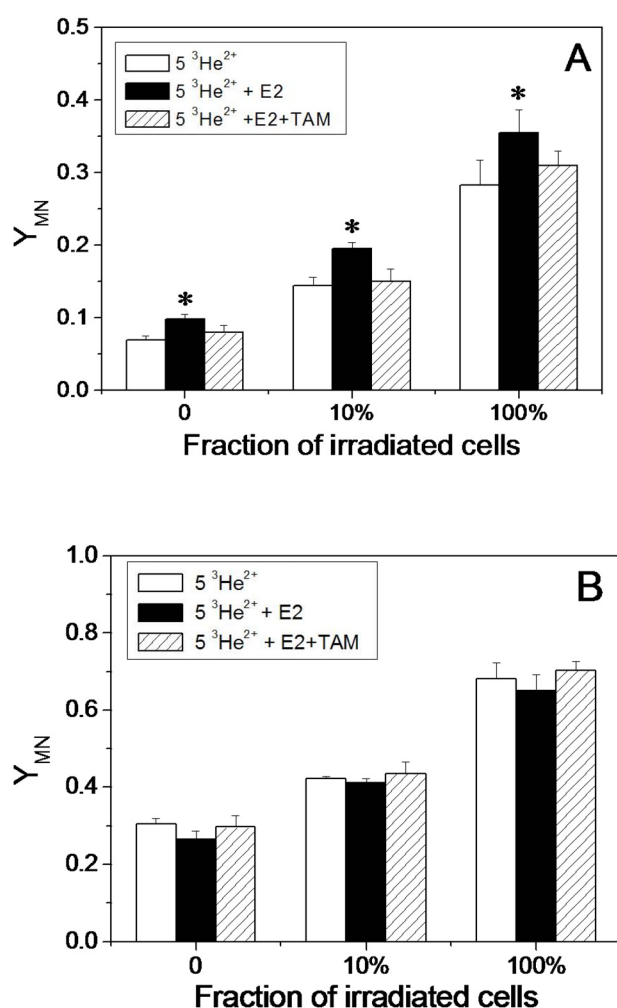 0.5
A
5 ³He²⁺
5 ³He²⁺ + E2
5 ³He²⁺ +E2+TAM
0.4
*
0.3
*
Y_MN
0.2
*
0.1
0.0
0 10% 100%
Fraction of irradiated cells
1.0
B
5 ³He²⁺
5 ³He²⁺ + E2
5 ³He²⁺ + E2+TAM
0.8
0.6
Y_MN
0.4
0.2
0.0
0 10% 100%
Fraction of irradiated cells